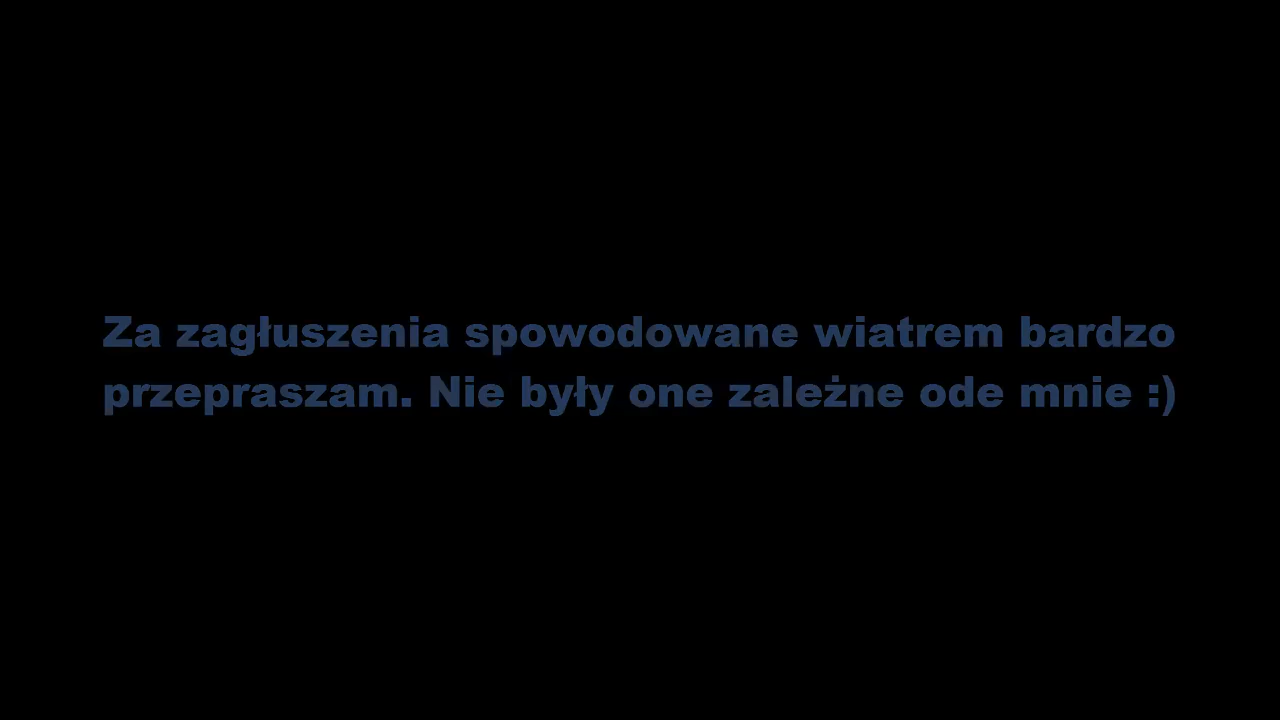 Za zagłuszenia spowodowane wiatrem bardzo
przepraszam. Nie były one zależne ode mnie :)